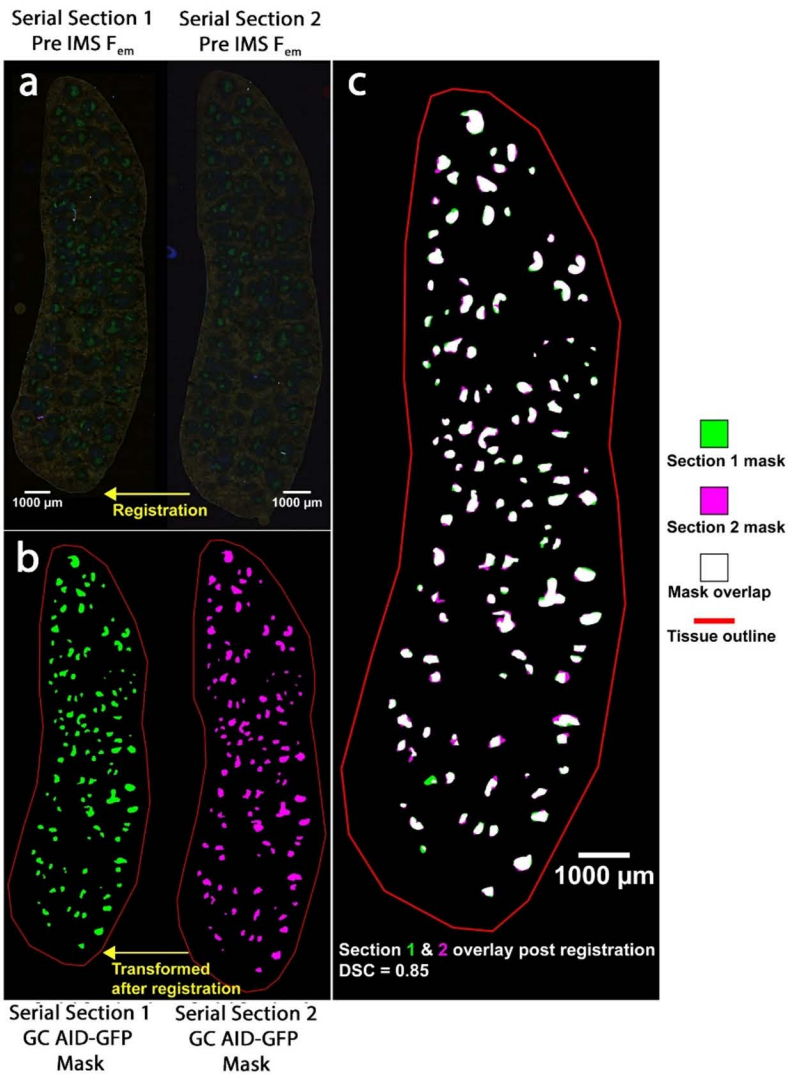 Serial Section 1
Pre IMS Fem
Serial Section 2
Pre IMS Fem
a
1000 µm
1000 µm
Registration
b
Transformed
after registration
Serial Section 1
GC AID-GFP
Mask
Serial Section 2
GC AID-GFP
Mask
c
1000 µm
Section 1 & 2 overlay post registration
DSC = 0.85
Section 1 mask
Section 2 mask
Mask overlap
Tissue outline